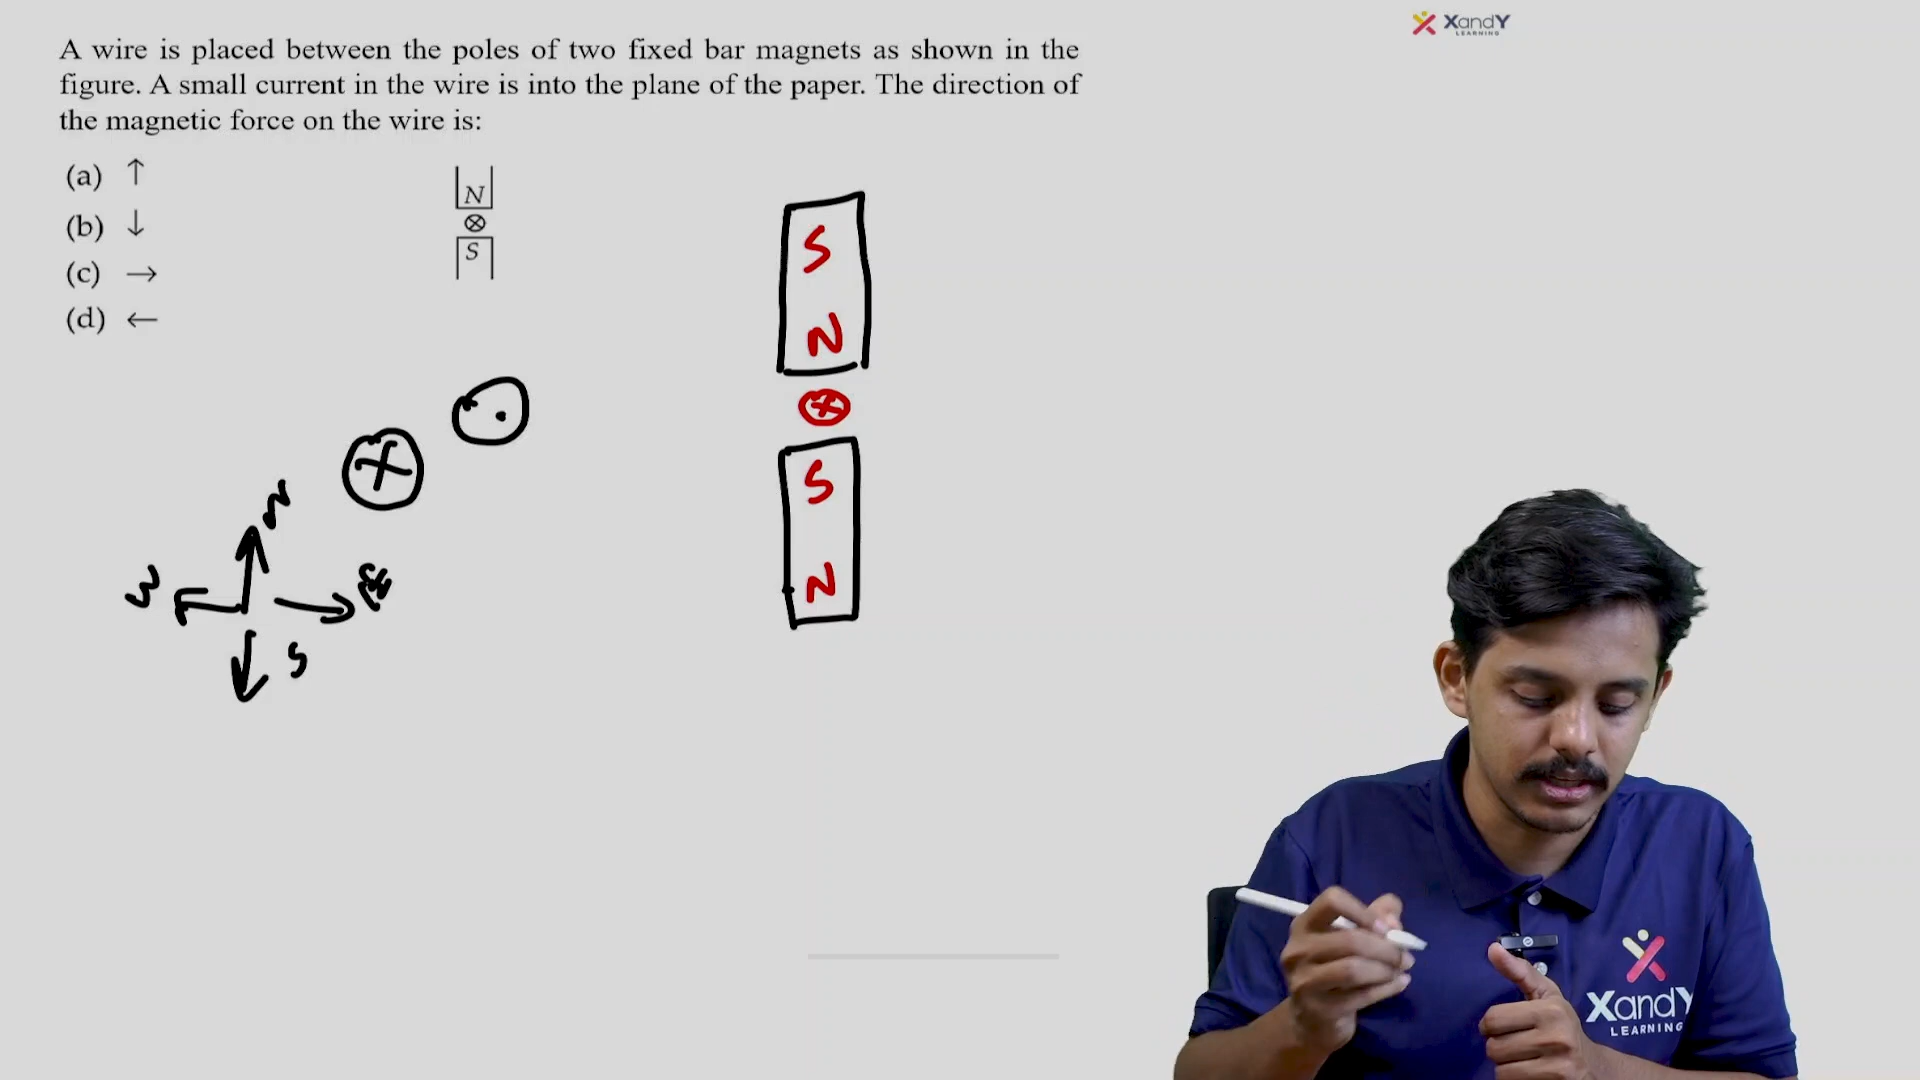 XandY
LEARNING
A wire is placed between the poles of two fixed bar magnets as shown in the
figure. A small current in the wire is into the plane of the paper. The direction of
the magnetic force on the wire is:
(a) ↑
(b) ↓
(c) →
(d) ←
N
⊗
S
S
N
⊗
S
N
N
W
S
XandY
LEARNING